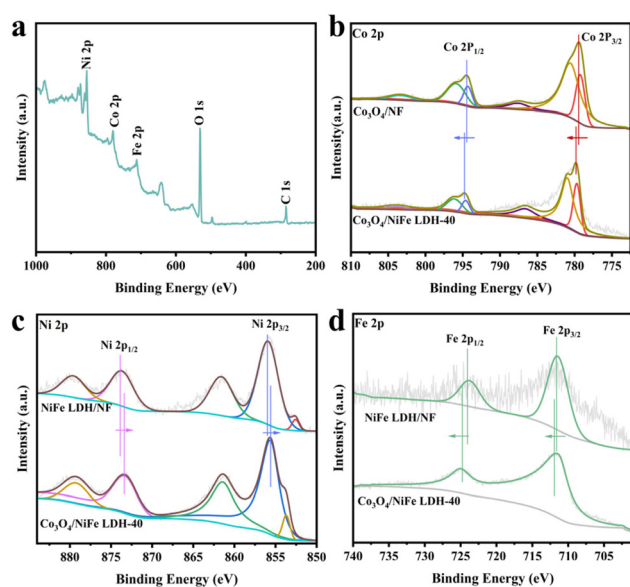 a
Ni 2p
Co 2p
Fe 2p
O 1s
C 1s
Intensity (a.u.)
1000 800 600 400 200
Binding Energy (eV)
b
Co 2p
Co 2P1/2
Co 2P3/2
Co3O4/NF
Co3O4/NiFe LDH-40
Intensity(a.u.)
810 805 800 795 790 785 780 775
Binding Energy (eV)
c
Ni 2p
Ni 2p1/2
Ni 2p3/2
NiFe LDH/NF
Co3O4/NiFe LDH-40
Intensity (a.u.)
880 870 860 850
Binding Energy (eV)
d
Fe 2p
Fe 2p1/2
Fe 2p3/2
NiFe LDH/NF
Co3O4/NiFe LDH-40
Intensity (a.u.)
740 735 730 725 720 715 710 705
Binding Energy (eV)